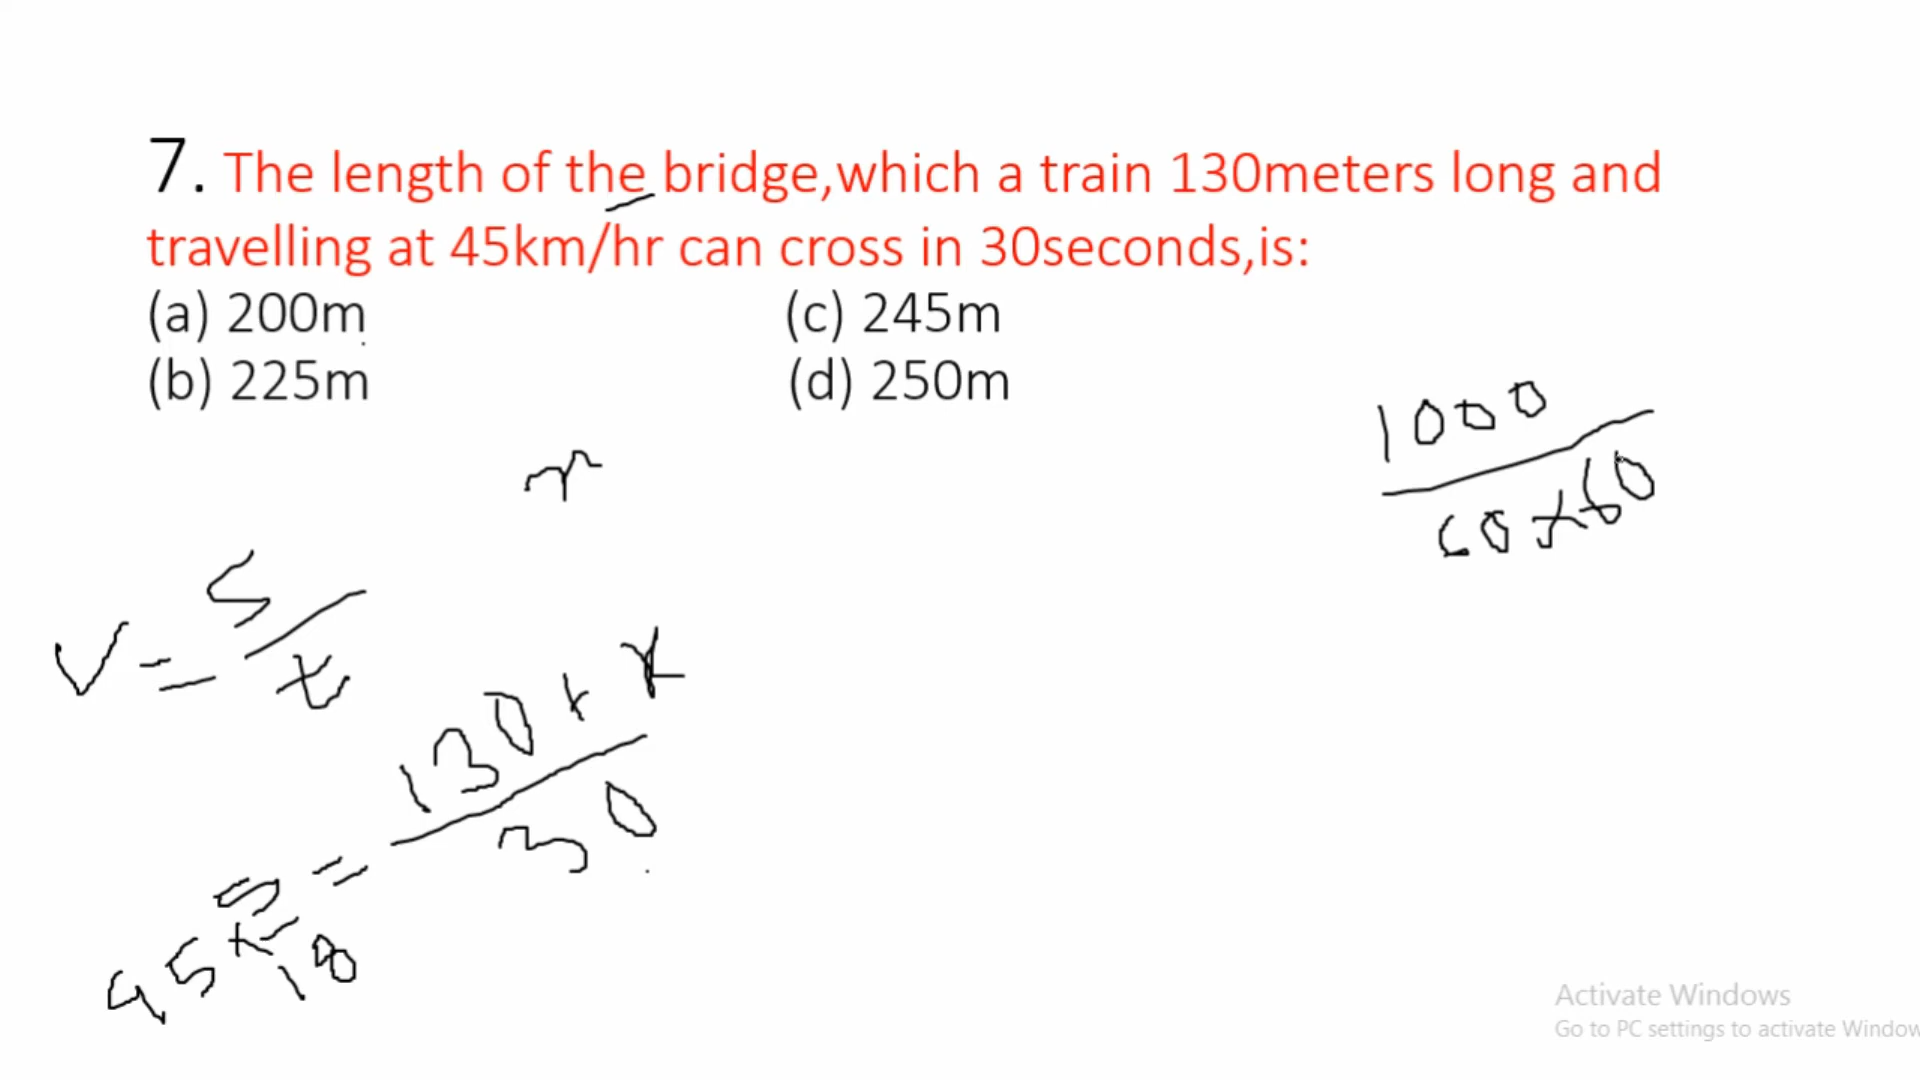 7. The length of the bridge,which a train 130meters long and
travelling at 45km/hr can cross in 30seconds,is:
(a) 200m (c) 245m
(b) 225m (d) 250m
1000
60×60
x
V = S/t
45×5/18 = 130+x/30
Activate Windows
Go to PC settings to activate Window